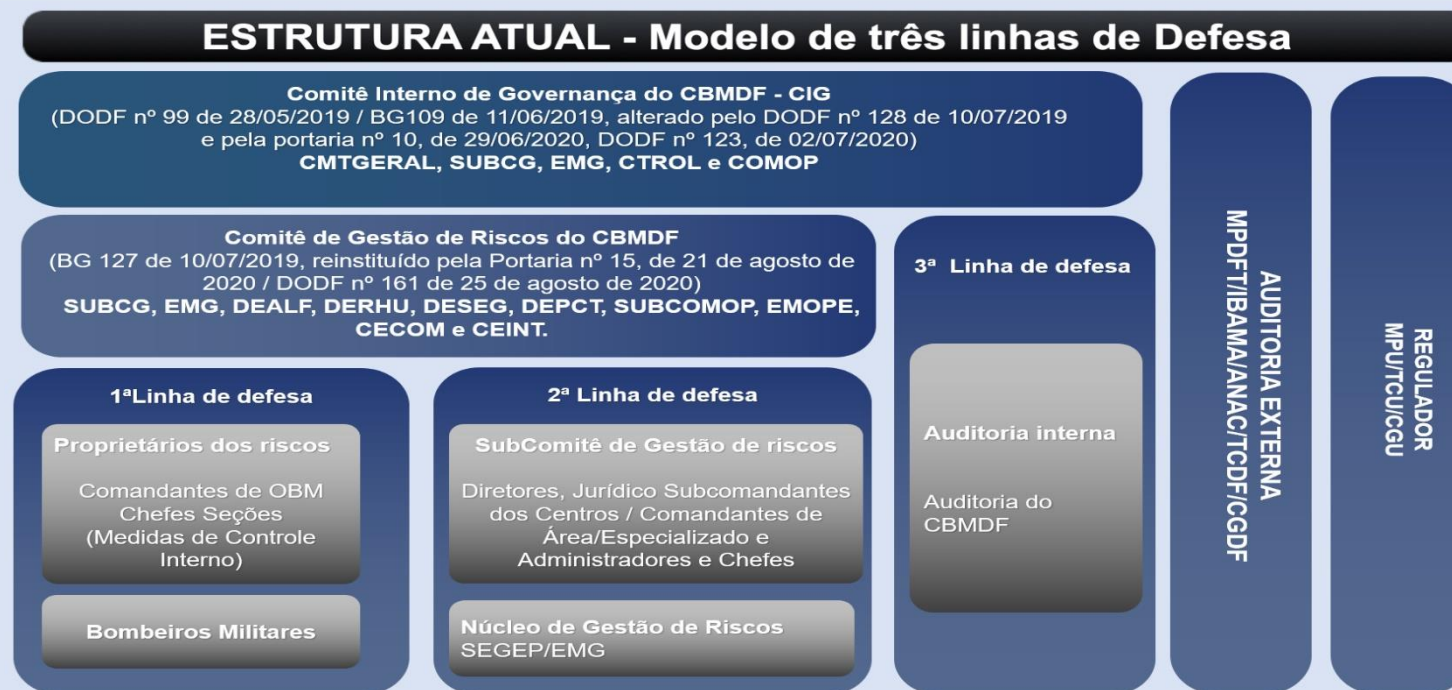 ESTRUTURA ATUAL - Modelo de três linhas de Defesa
Comitê Interno de Governança do CBMDF - CIG
(DODF nº 99 de 28/05/2019 / BG109 de 11/06/2019, alterado pelo DODF nº 128 de 10/07/2019
e pela portaria nº 10, de 29/06/2020, DODF nº 123, de 02/07/2020)
CMTGERAL, SUBCG, EMG, CTROL e COMOP
Comitê de Gestão de Riscos do CBMDF
(BG 127 de 10/07/2019, reinstituído pela Portaria nº 15, de 21 de agosto de
2020 / DODF nº 161 de 25 de agosto de 2020)
SUBCG, EMG, DEALF, DERHU, DESEG, DEPCT, SUBCOMOP, EMOPE,
CECOM e CEINT.
1ªLinha de defesa
Proprietários dos riscos
Comandantes de OBM
Chefes Seções
(Medidas de Controle
Interno)
Bombeiros Militares
2ª Linha de defesa
SubComitê de Gestão de riscos
Diretores, Jurídico Subcomandantes
dos Centros / Comandantes de
Área/Especializado e
Administradores e Chefes
Núcleo de Gestão de Riscos
SEGEP/EMG
3ª Linha de defesa
Auditoria interna
Auditoria do
CBMDF
AUDITORIA EXTERNA
MPDFT/IBAMA/ANAC/TCDF/CGDF
REGULADOR
MPU/TCU/CGU